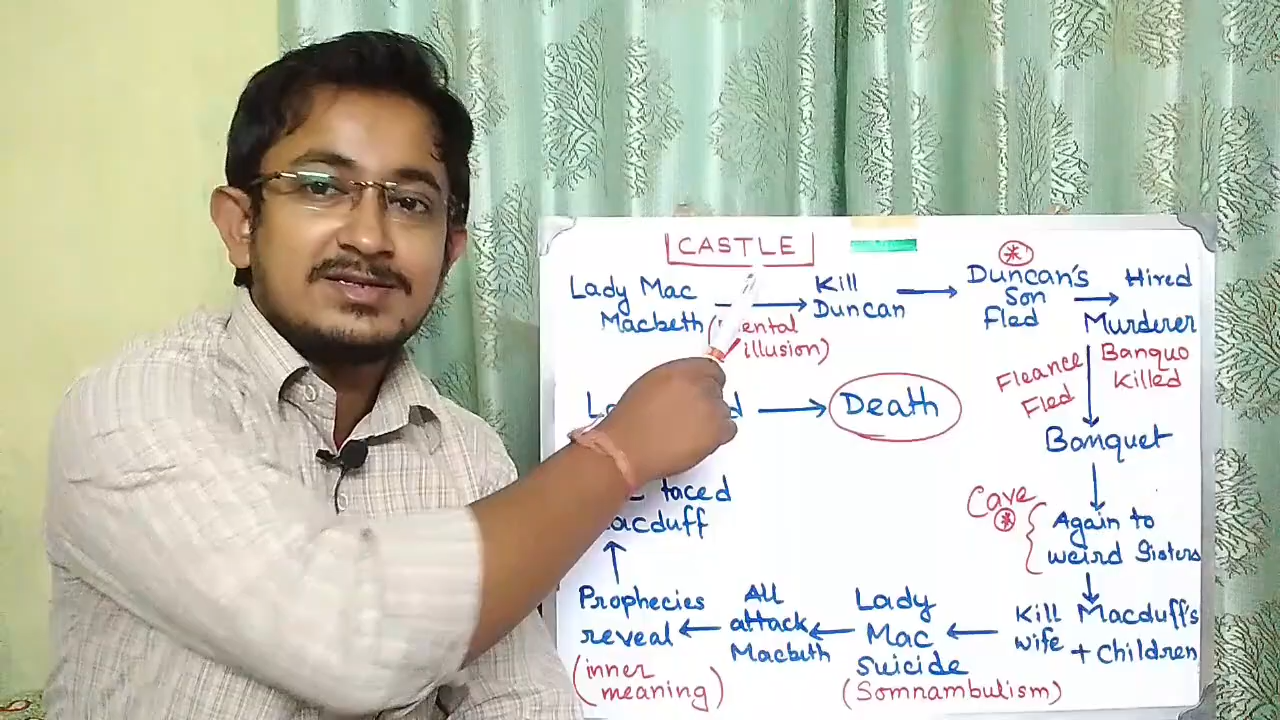 CASTLE
Lady Mac
Macbeth
illusion)
Kill
Duncan
Duncan's
Son
fled
Hired
Murderer
Fleance
Fled
Banquo
Killed
Banquet
Cave
Again to
weird Sisters
Kill Macduff's
wife + Children
Lady
Mac
Suicide
(Somnambulism)
All
attack
Macbeth
Prophecies
reveal
(inner
meaning)
Death